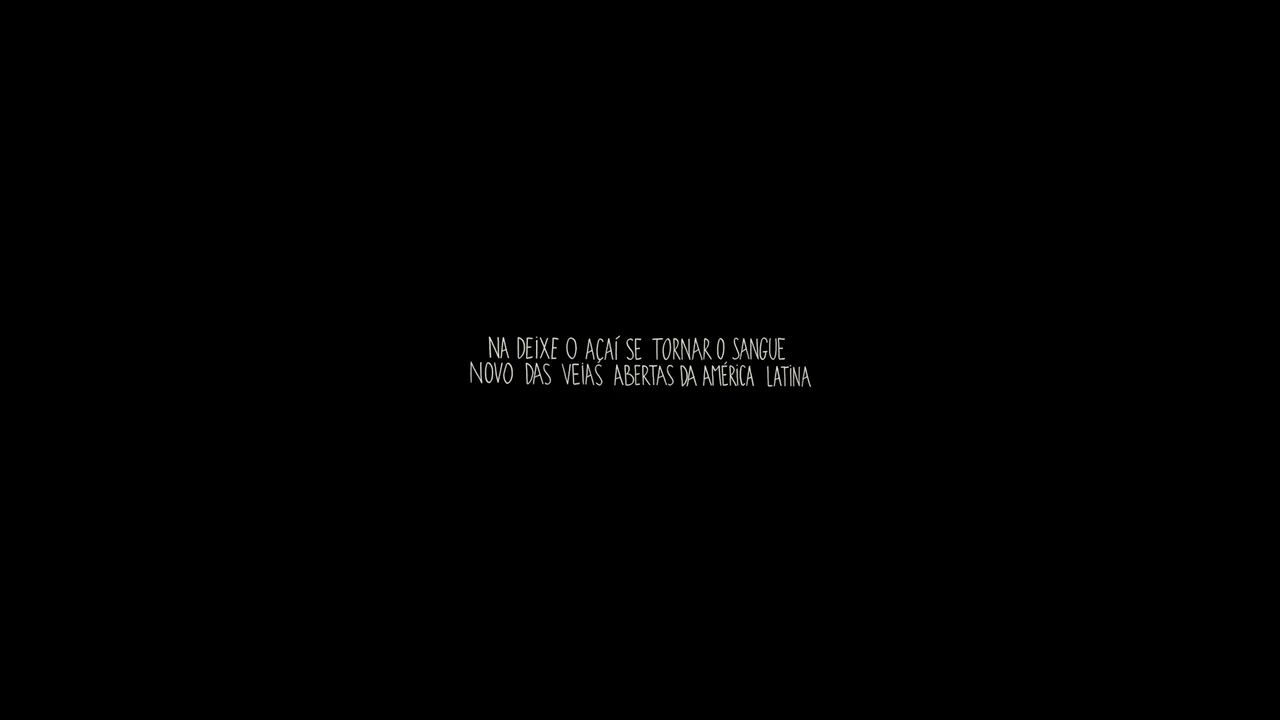 NA DEIXE O AÇAÍ SE TORNAR O SANGUE
NOVO DAS VEIAS ABERTAS DA AMÉRICA LATINA